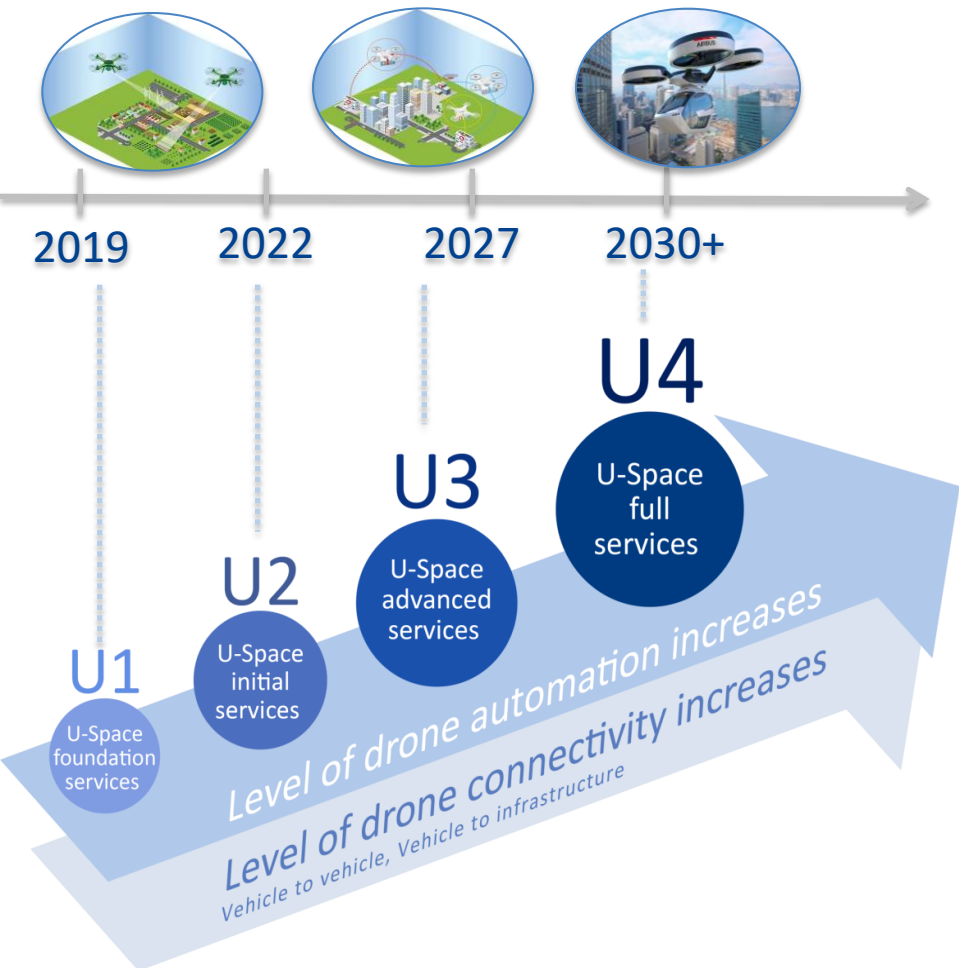 AIRBUS
2019
2022
2027
2030+
U4
U-Space
full
services
U3
U-Space
advanced
services
U2
U-Space
initial
services
U1
U-Space
foundation
services
Level of drone automation increases
Level of drone connectivity increases
Vehicle to vehicle, Vehicle to infrastructure